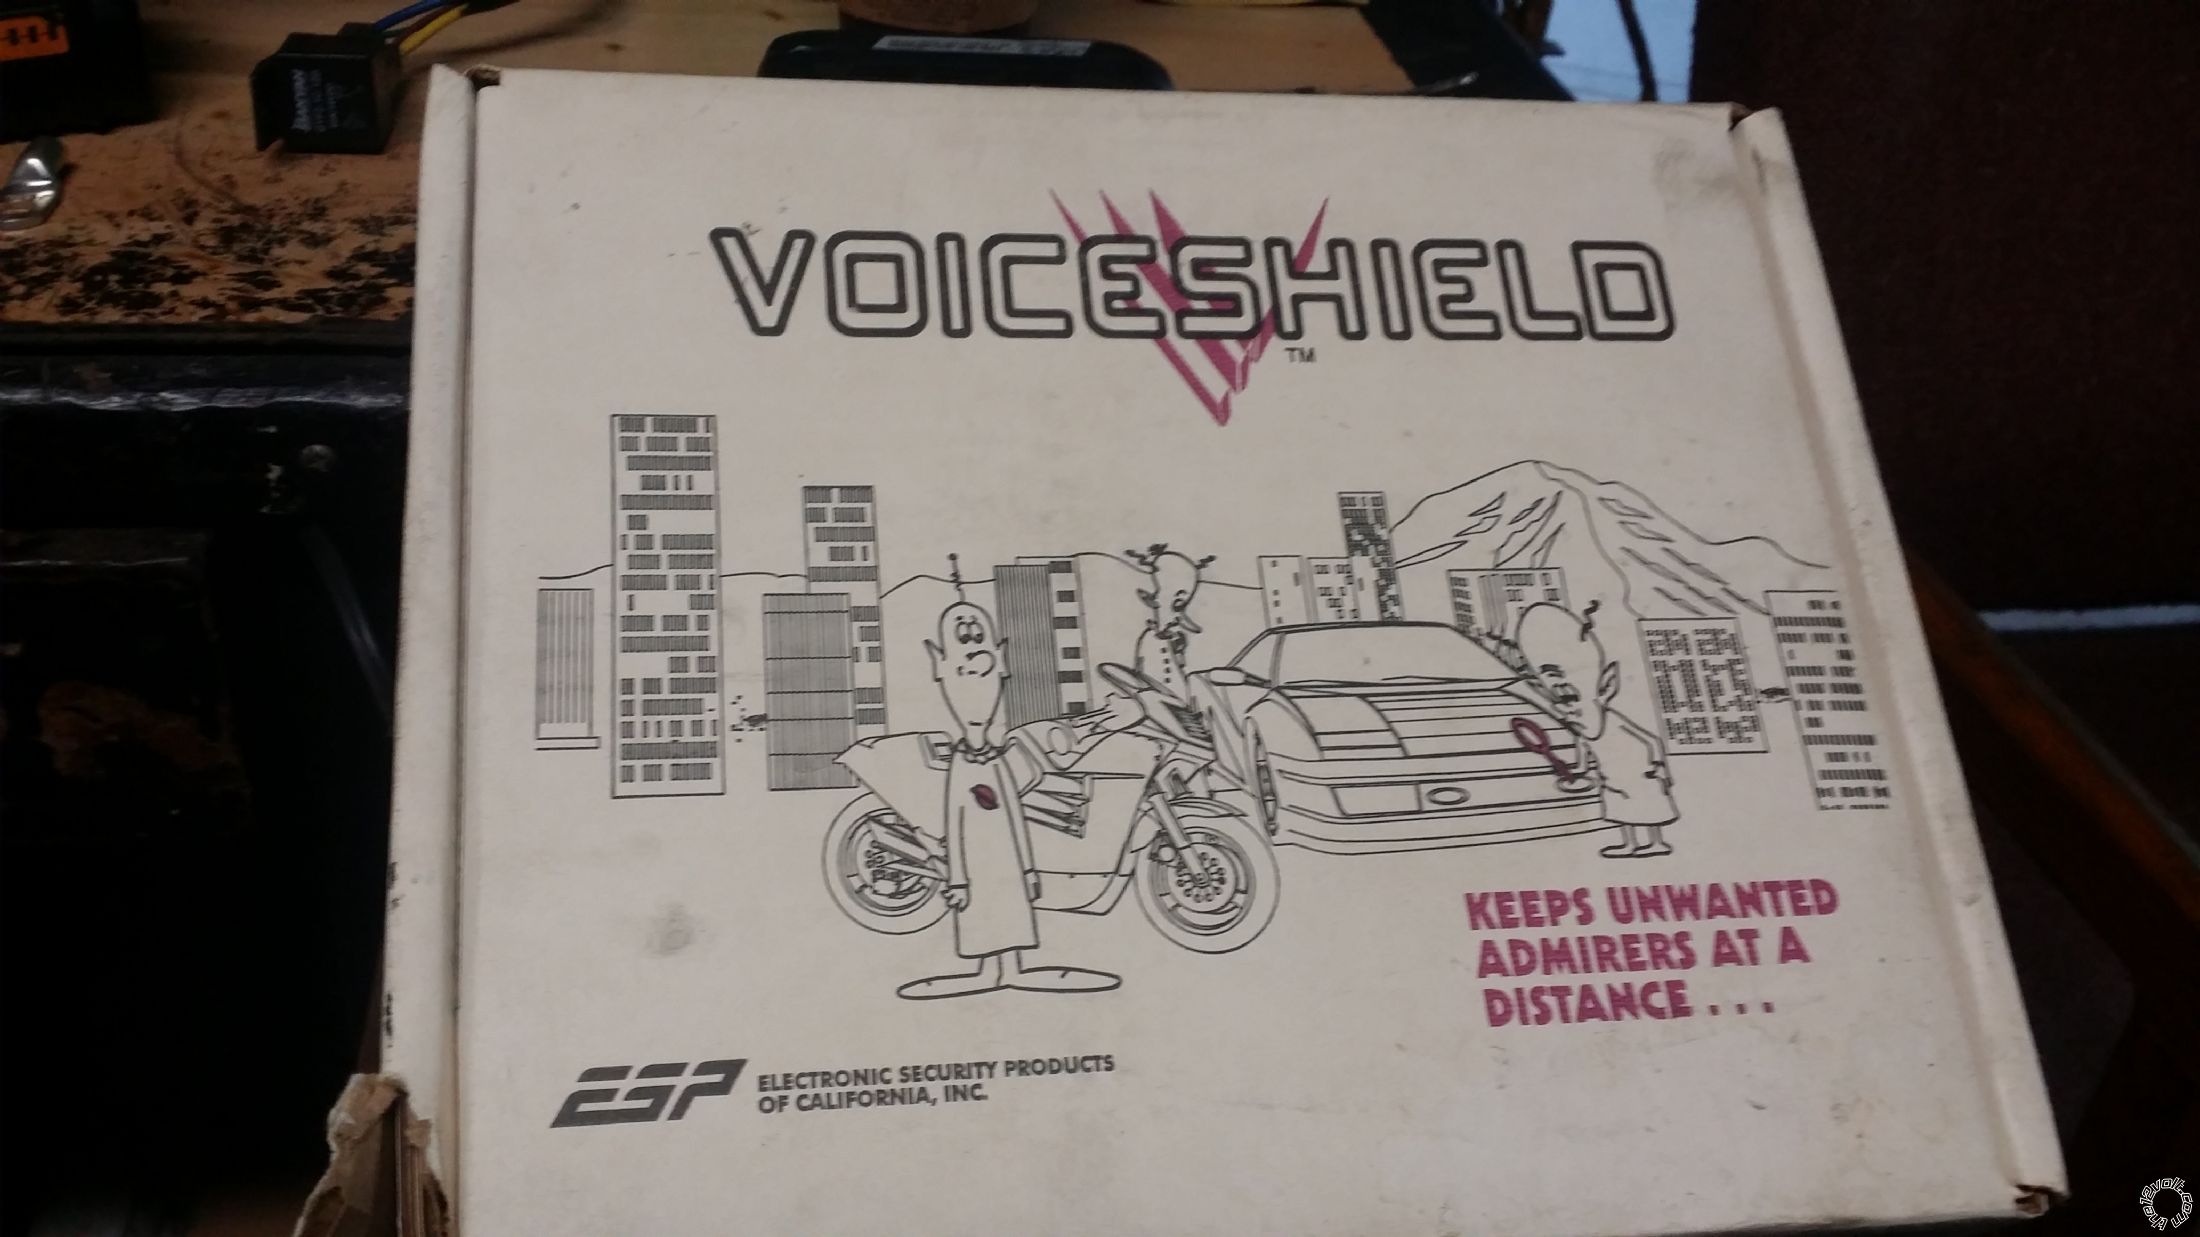 VOICESHIELD
TM
KEEPS UNWANTED
ADMIRERS AT A
DISTANCE . . .
ESP
ELECTRONIC SECURITY PRODUCTS
OF CALIFORNIA, INC.
the12volt.com